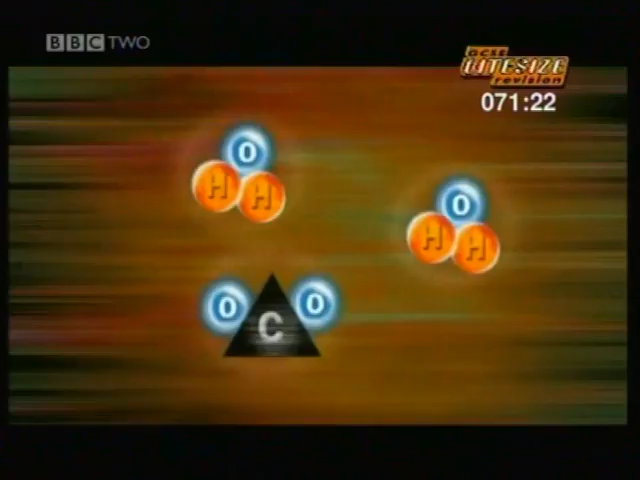 BBC TWO
GCSE
BITESIZE
revision
071:22
O
H H
O
H H
O O
C